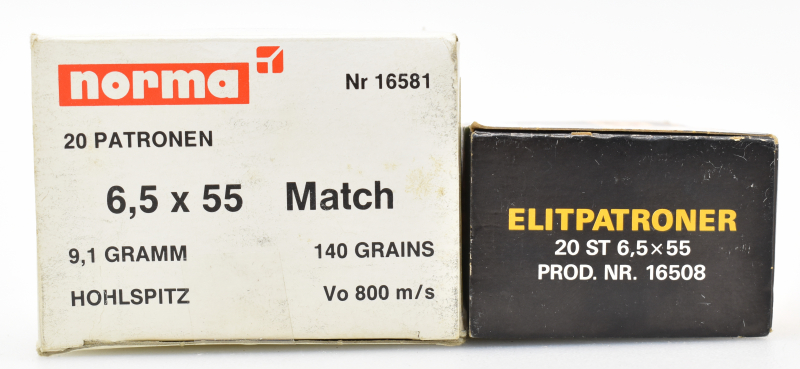 norma
Nr 16581
20 PATRONEN
6,5 x 55 Match
9,1 GRAMM 140 GRAINS
HOHLSPITZ Vo 800 m/s
ELITPATRONER
20 ST 6,5×55
PROD. NR. 16508